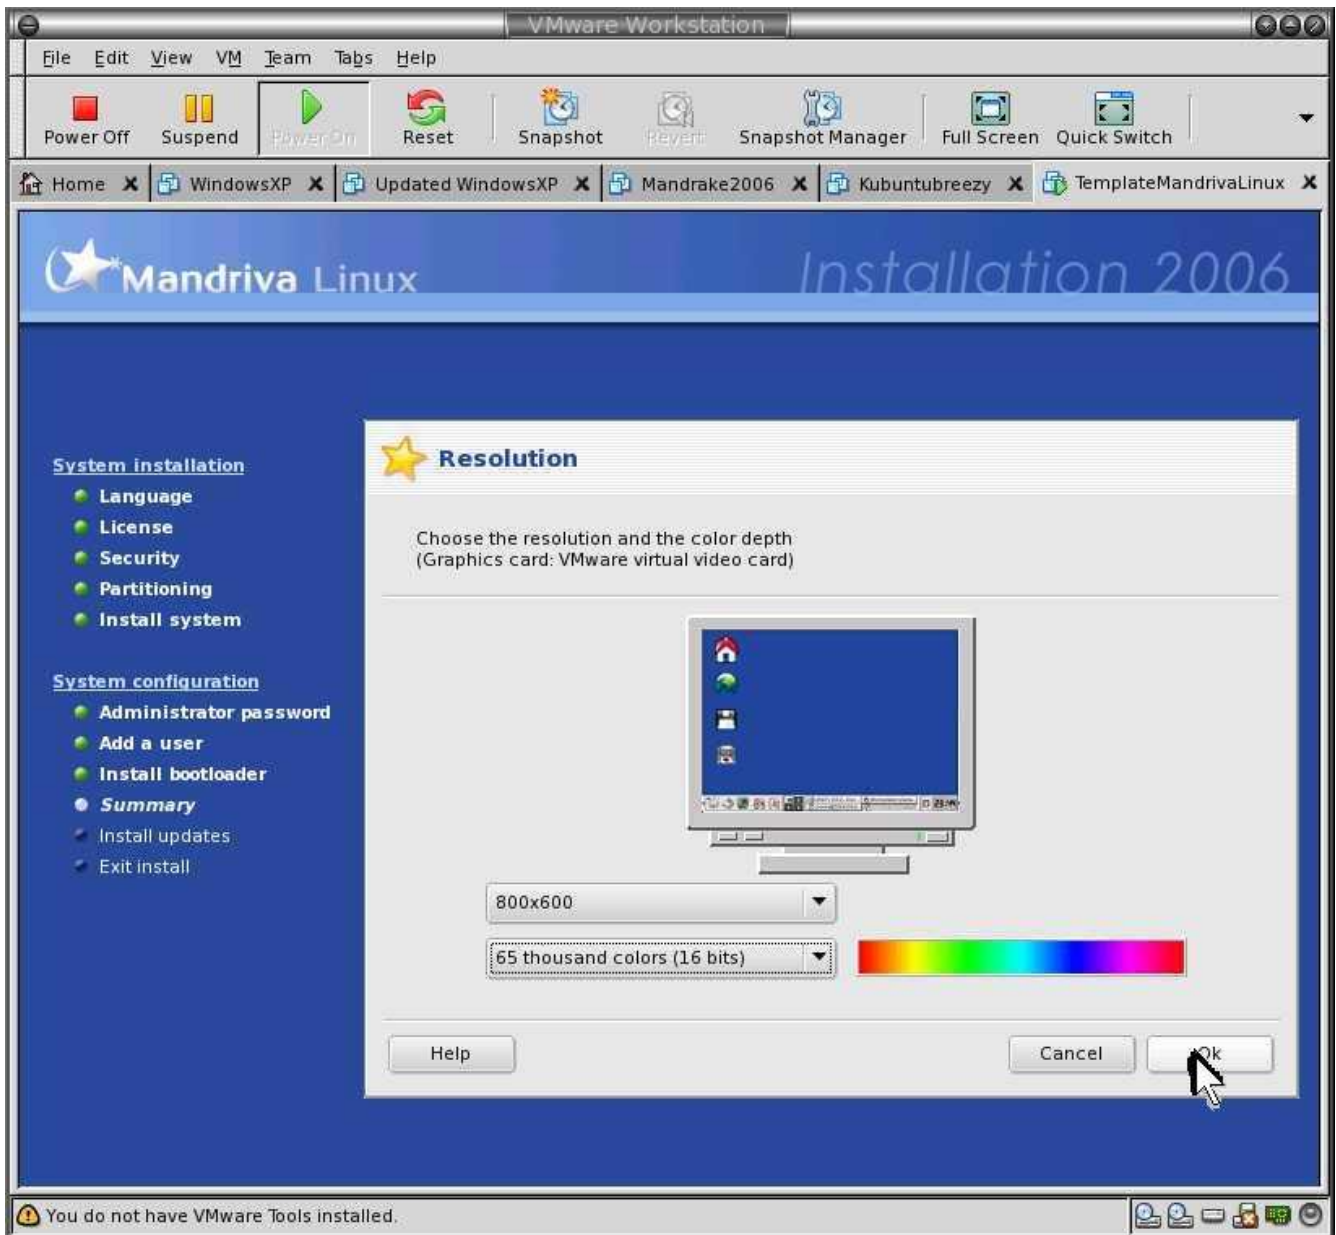 VMware Workstation
File Edit View VM Team Tabs Help
Power Off Suspend Power On Reset Snapshot Revert Snapshot Manager Full Screen Quick Switch
Home WindowsXP Updated WindowsXP Mandrake2006 Kubuntubreezy TemplateMandrivaLinux
Mandriva Linux Installation 2006
System installation
Language
License
Security
Partitioning
Install system
System configuration
Administrator password
Add a user
Install bootloader
Summary
Install updates
Exit install
Resolution
Choose the resolution and the color depth
(Graphics card: VMware virtual video card)
800x600
65 thousand colors (16 bits)
Help Cancel Ok
You do not have VMware Tools installed.